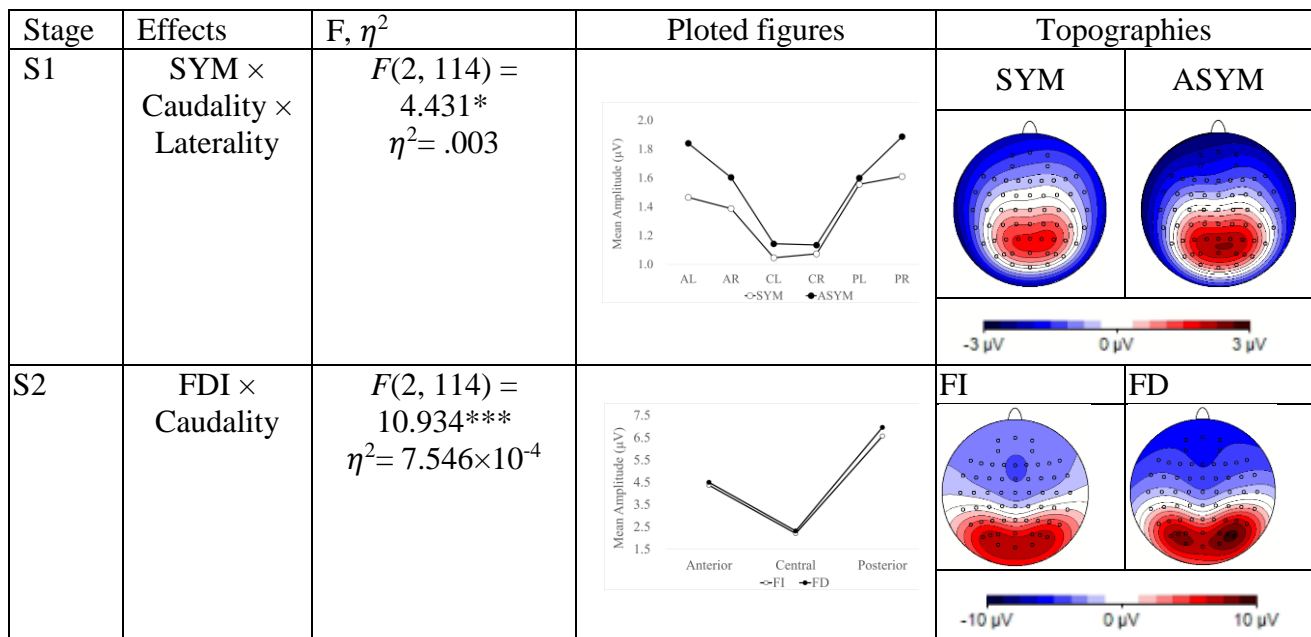 Stage Effects F, η² Ploted figures Topographies
S1
SYM ×
Caudality ×
Laterality
F(2, 114) =
4.431*
η²= .003
2.0
1.8
1.6
1.4
1.2
1.0
Mean Amplitude (µV)
AL AR CL CR PL PR
SYM ASYM
SYM ASYM
-3 µV 0 µV 3 µV
S2
FDI ×
Caudality
F(2, 114) =
10.934***
η²= 7.546×10⁻⁴
7.5
6.5
5.5
4.5
3.5
2.5
1.5
Mean Amplitude (µV)
Anterior Central Posterior
FI FD
FI FD
-10 µV 0 µV 10 µV